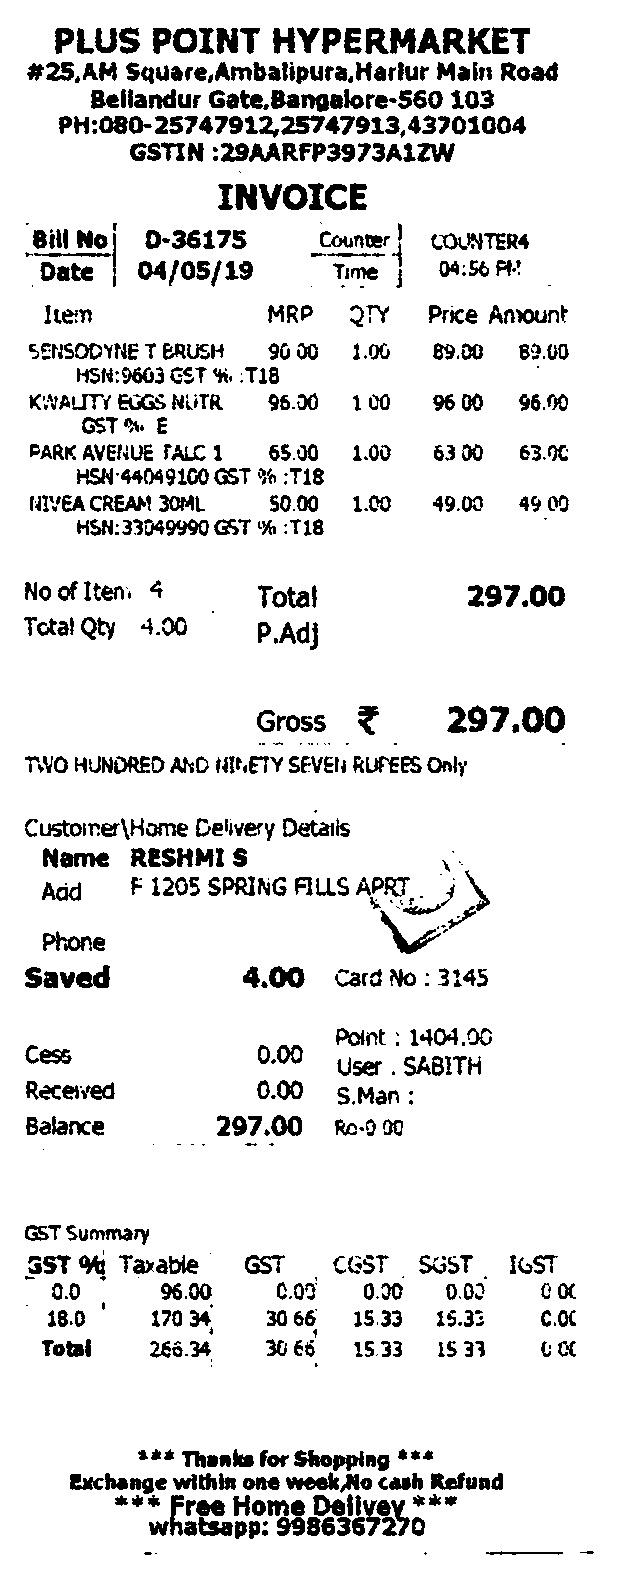 PLUS POINT HYPERMARKET
#25,AM Square,Ambalipura,Harlur Main Road
Bellandur Gate,Bangalore-560 103
PH:080-25747912,25747913,43701004
GSTIN :29AARFP3973A1ZW
INVOICE
Bill No D-36175 Counter COUNTER4
Date 04/05/19 Time 04:56 PM
Item MRP QTY Price Amount
SENSODYNE T BRUSH 90.00 1.00 89.00 89.00
HSN:9603 GST % :T18
KWALITY EGGS NUTR 96.00 1.00 96.00 96.00
GST % E
PARK AVENUE TALC 1 65.00 1.00 63.00 63.00
HSN:44049100 GST % :T18
NIVEA CREAM 30ML 50.00 1.00 49.00 49.00
HSN:33049990 GST % :T18
No of Item 4 Total 297.00
Total Qty 4.00 P.Adj
Gross ₹ 297.00
TWO HUNDRED AND NINETY SEVEN RUPEES Only
Customer\Home Delivery Details
Name RESHMI S
Add F 1205 SPRING FILLS APRT
Phone
Saved 4.00 Card No : 3145
Point : 1404.00
Cess 0.00 User : SABITH
Received 0.00 S.Man :
Balance 297.00 Ro-0.00
GST Summary
GST % Taxable GST CGST SGST IGST
0.0 96.00 0.00 0.00 0.00 0.00
18.0 170.34 30.66 15.33 15.33 0.00
Total 266.34 30.66 15.33 15.33 0.00
*** Thanks for Shopping ***
Exchange within one week,No cash Refund
*** Free Home Delivey ***
whatsapp: 9986367270